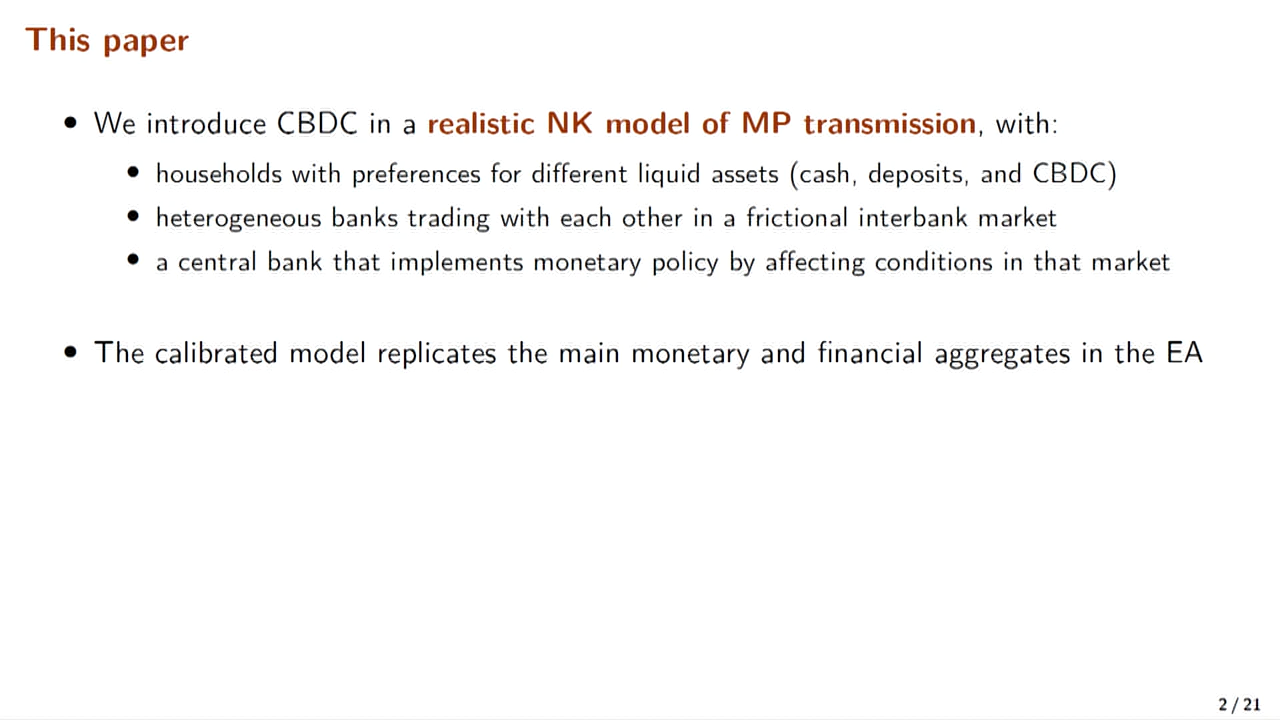 This paper
• We introduce CBDC in a realistic NK model of MP transmission, with:
• households with preferences for different liquid assets (cash, deposits, and CBDC)
• heterogeneous banks trading with each other in a frictional interbank market
• a central bank that implements monetary policy by affecting conditions in that market
• The calibrated model replicates the main monetary and financial aggregates in the EA
2 / 21